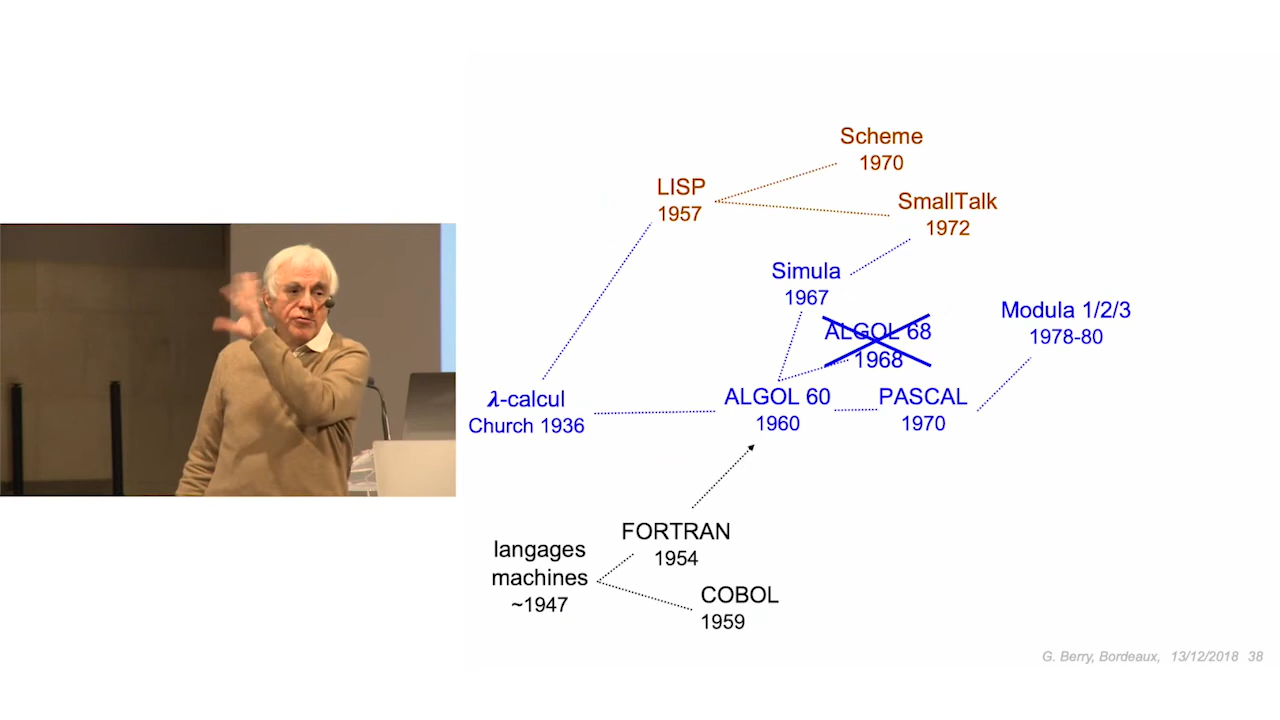 Scheme
1970
LISP
1957
SmallTalk
1972
Simula
1967
Modula 1/2/3
1978-80
ALGOL 68
1968
λ-calcul
Church 1936
ALGOL 60
1960
PASCAL
1970
FORTRAN
1954
langages
machines
~1947
COBOL
1959
G. Berry, Bordeaux, 13/12/2018 38